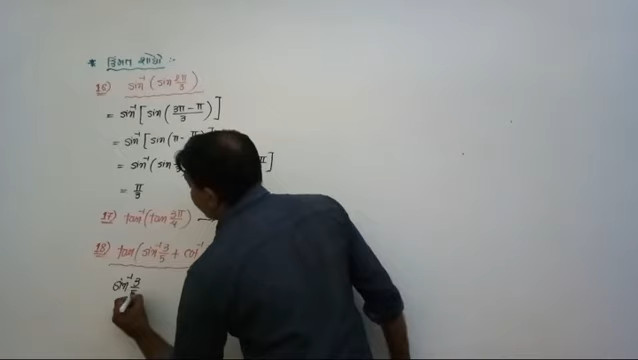 * કિંમત શોધો :-
16) sin⁻¹ (sin 2π/3)
= sin⁻¹ [sin (3π - π / 3)]
= sin⁻¹ [sin (π -
= sin⁻¹ (sin
= π/3
17) tan⁻¹ (tan 3π/4) →
18) tan (sin⁻¹ 3/5 + cot⁻¹
sin⁻¹ 3/5